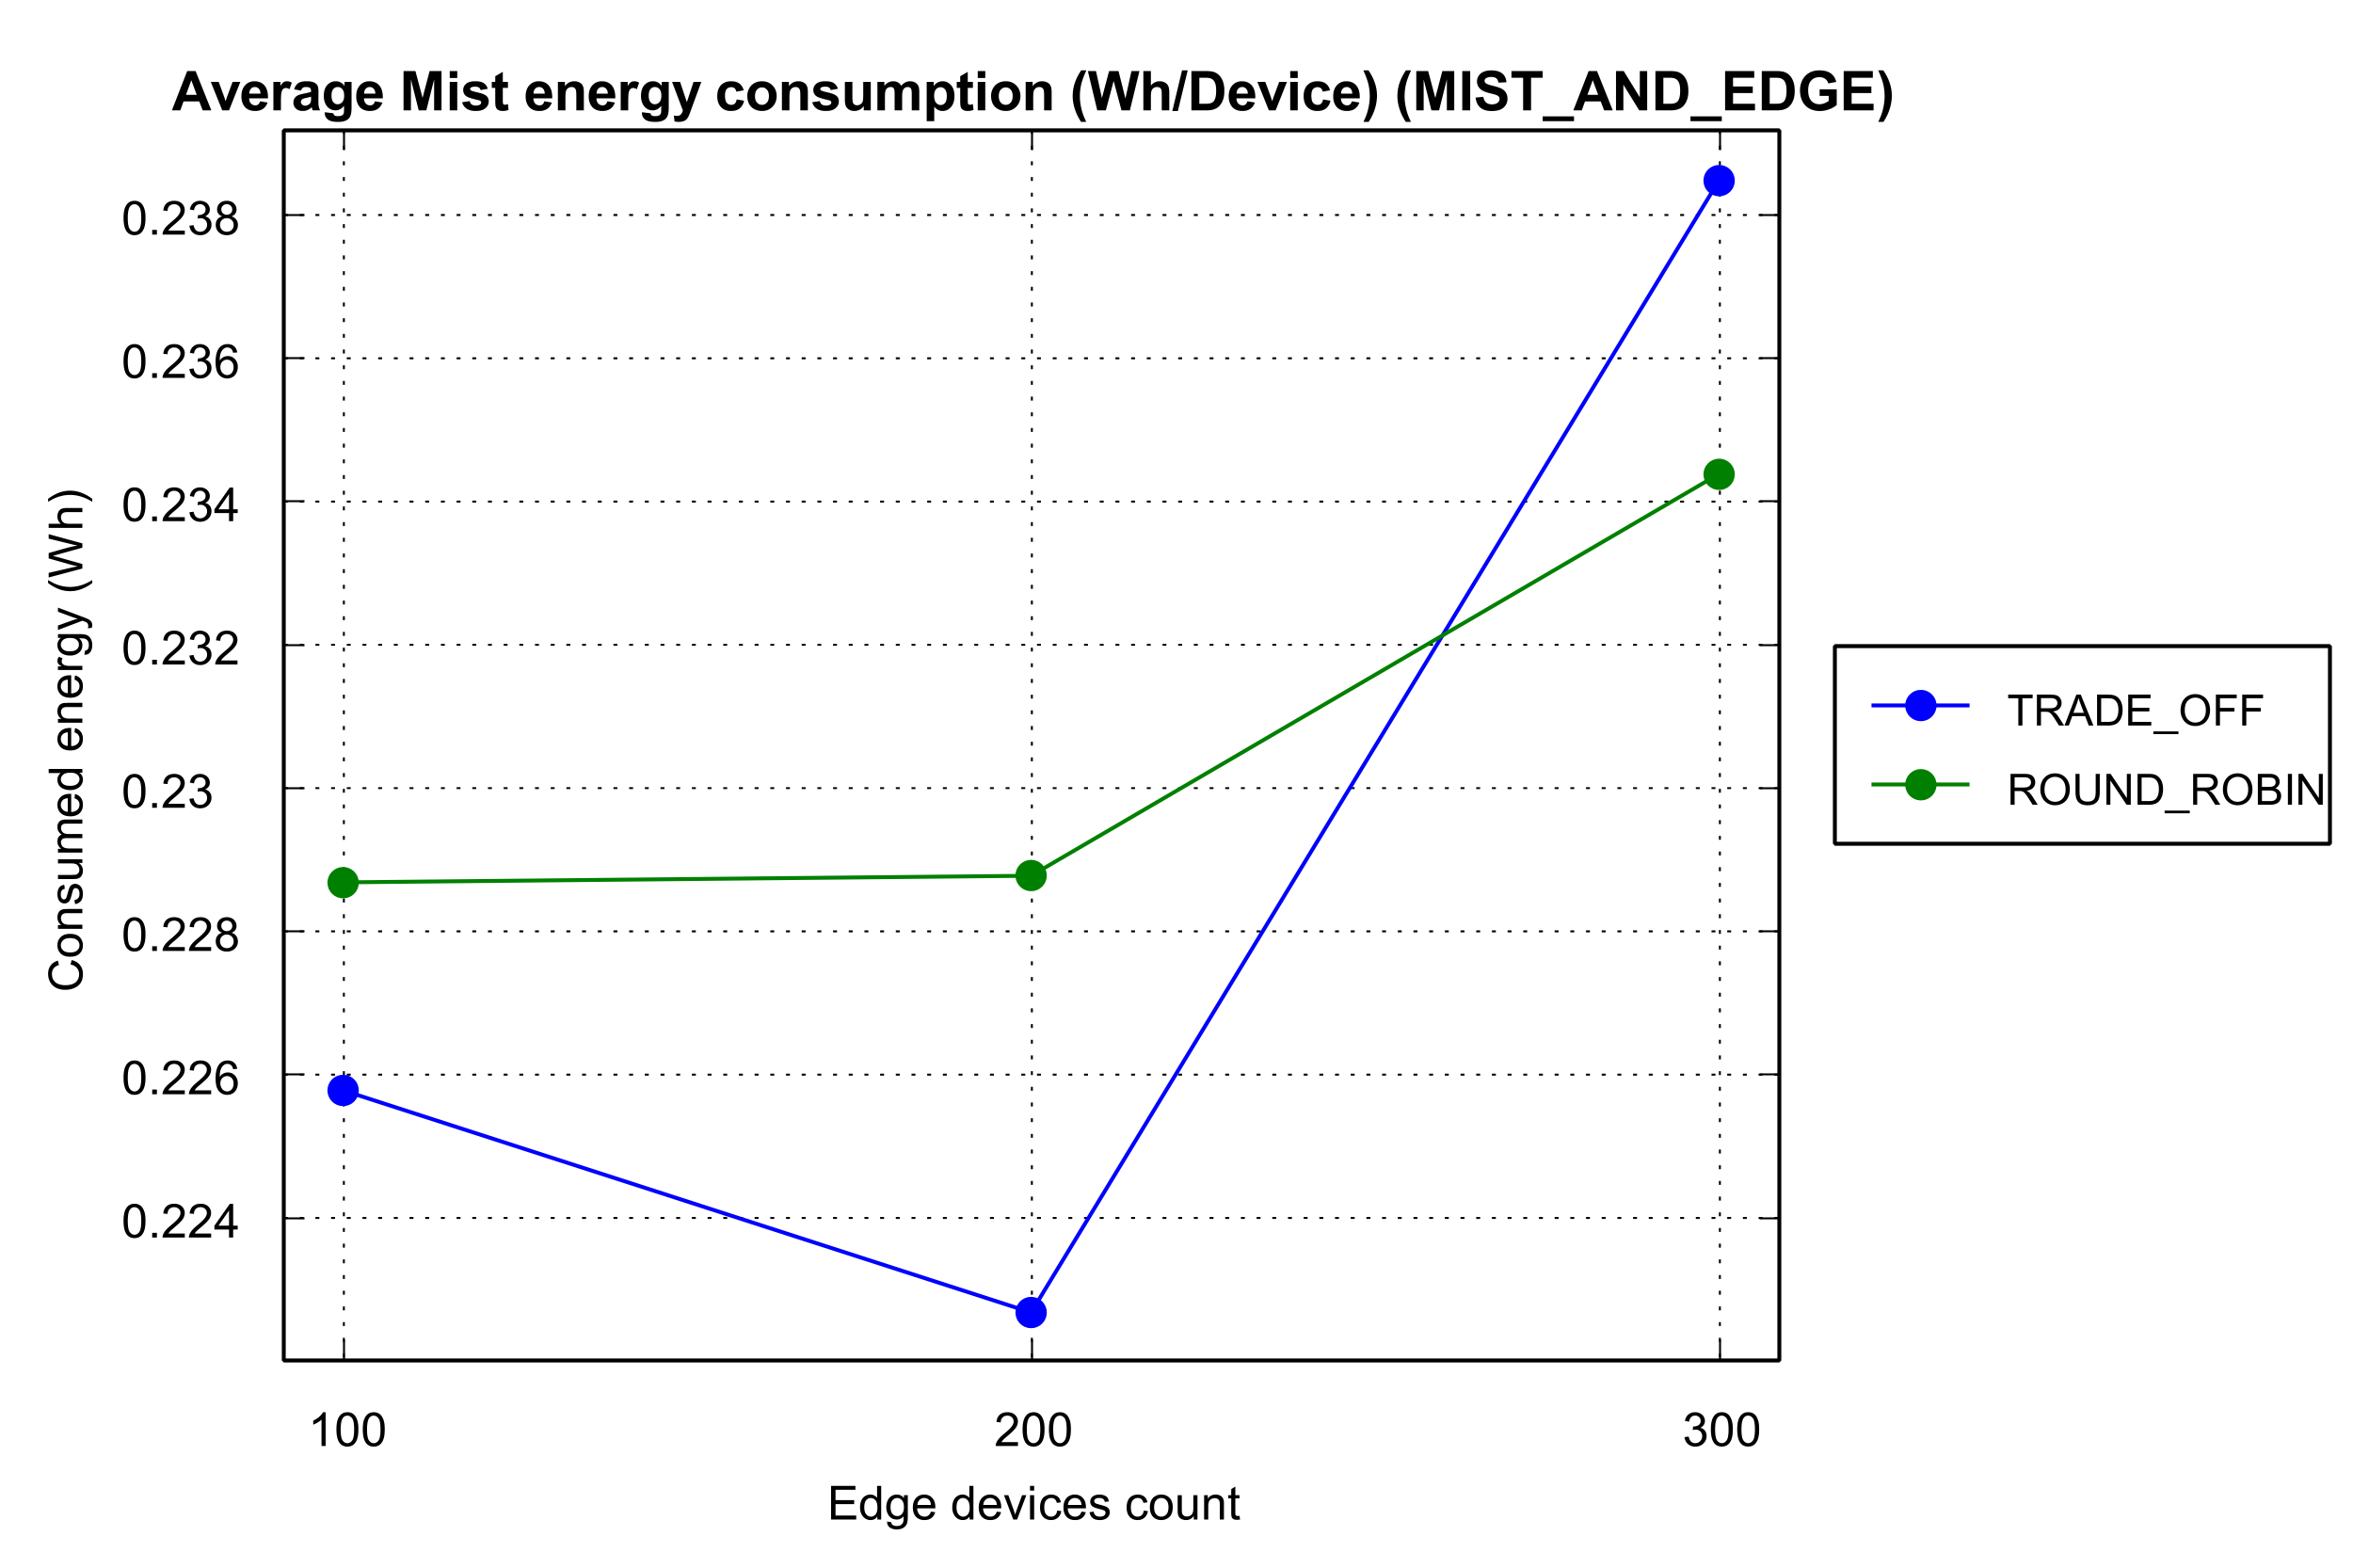 Average Mist energy consumption (Wh/Device) (MIST_AND_EDGE)
0.238
0.236
0.234
0.232
0.23
0.228
0.226
0.224
Consumed energy (Wh)
100 200 300
Edge devices count
TRADE_OFF
ROUND_ROBIN